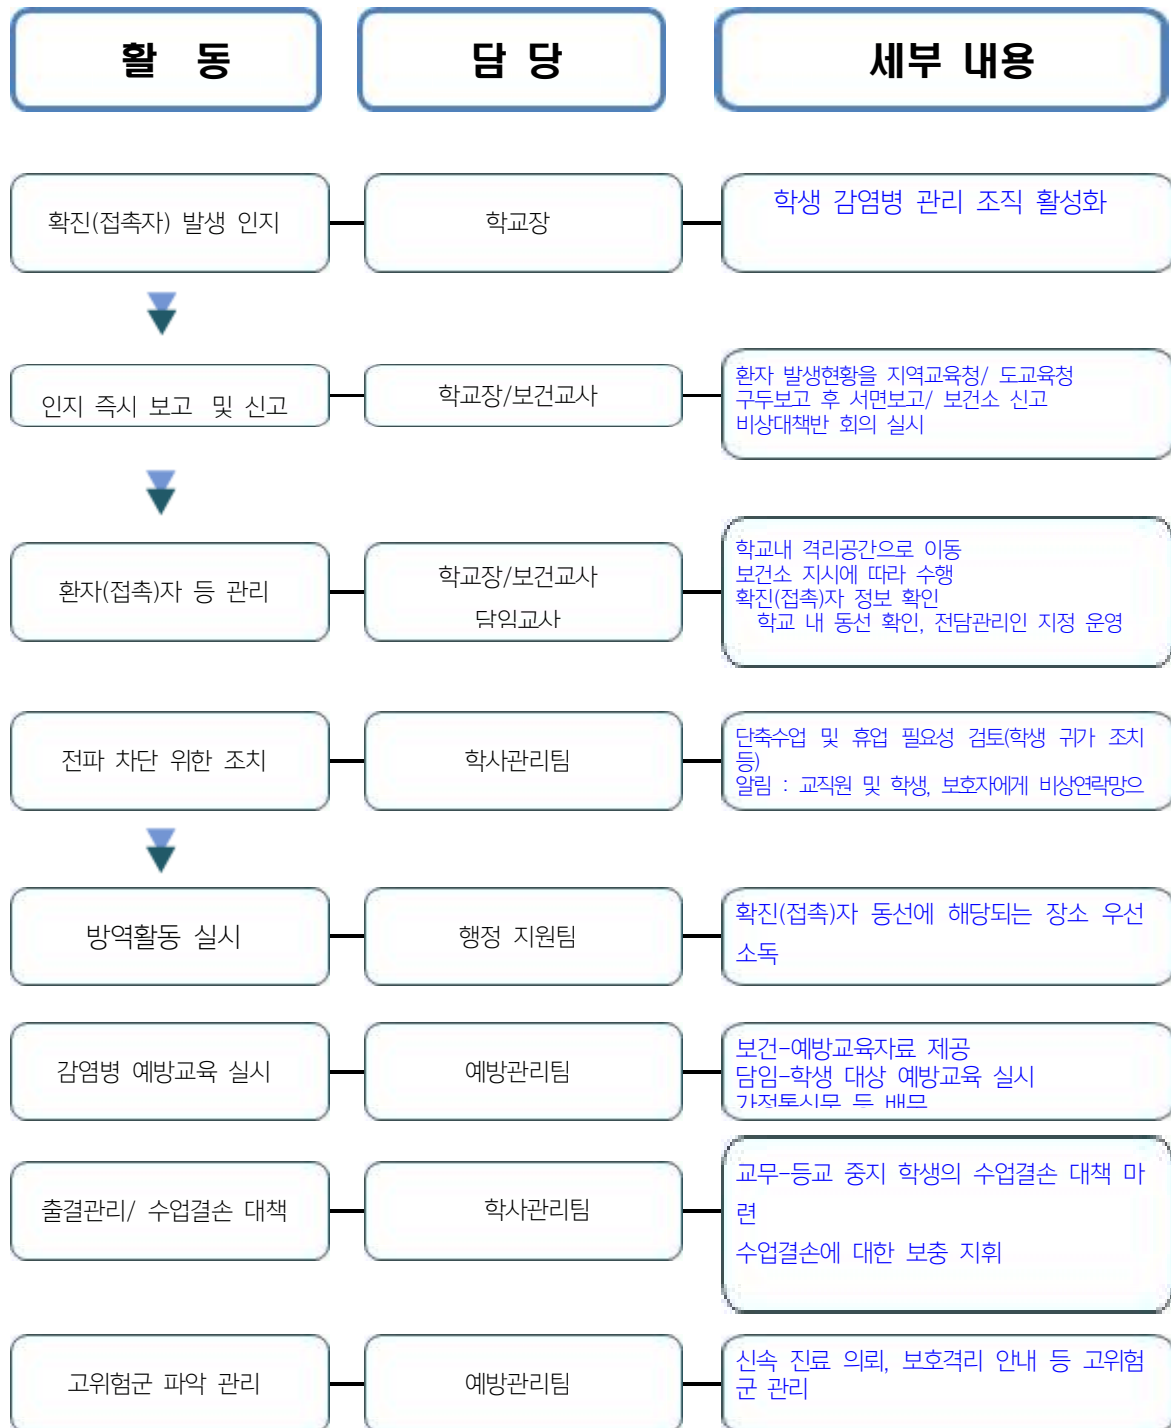 활 동
담 당
세부 내용
확진(접촉자) 발생 인지
학교장
학생 감염병 관리 조직 활성화
인지 즉시 보고 및 신고
학교장/보건교사
환자 발생현황을 지역교육청/ 도교육청
구두보고 후 서면보고/ 보건소 신고
비상대책반 회의 실시
환자(접촉)자 등 관리
학교장/보건교사
담임교사
학교내 격리공간으로 이동
보건소 지시에 따라 수행
확진(접촉)자 정보 확인
학교 내 동선 확인, 전담관리인 지정 운영
전파 차단 위한 조치
학사관리팀
단축수업 및 휴업 필요성 검토(학생 귀가 조치
등)
알림 : 교직원 및 학생, 보호자에게 비상연락망으
방역활동 실시
행정 지원팀
확진(접촉)자 동선에 해당되는 장소 우선
소독
감염병 예방교육 실시
예방관리팀
보건-예방교육자료 제공
담임-학생 대상 예방교육 실시
가정통신문 등 배부
출결관리/ 수업결손 대책
학사관리팀
교무-등교 중지 학생의 수업결손 대책 마
련
수업결손에 대한 보충 지휘
고위험군 파악 관리
예방관리팀
신속 진료 의뢰, 보호격리 안내 등 고위험
군 관리